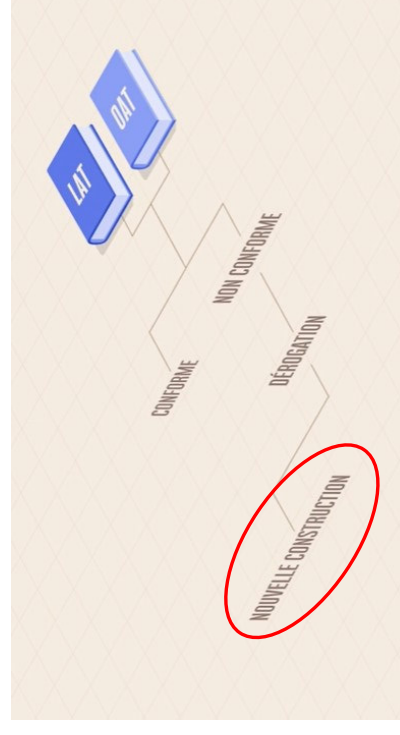 LAT
OAT
NON CONFORME
CONFORME
DÉROGATION
NOUVELLE CONSTRUCTION